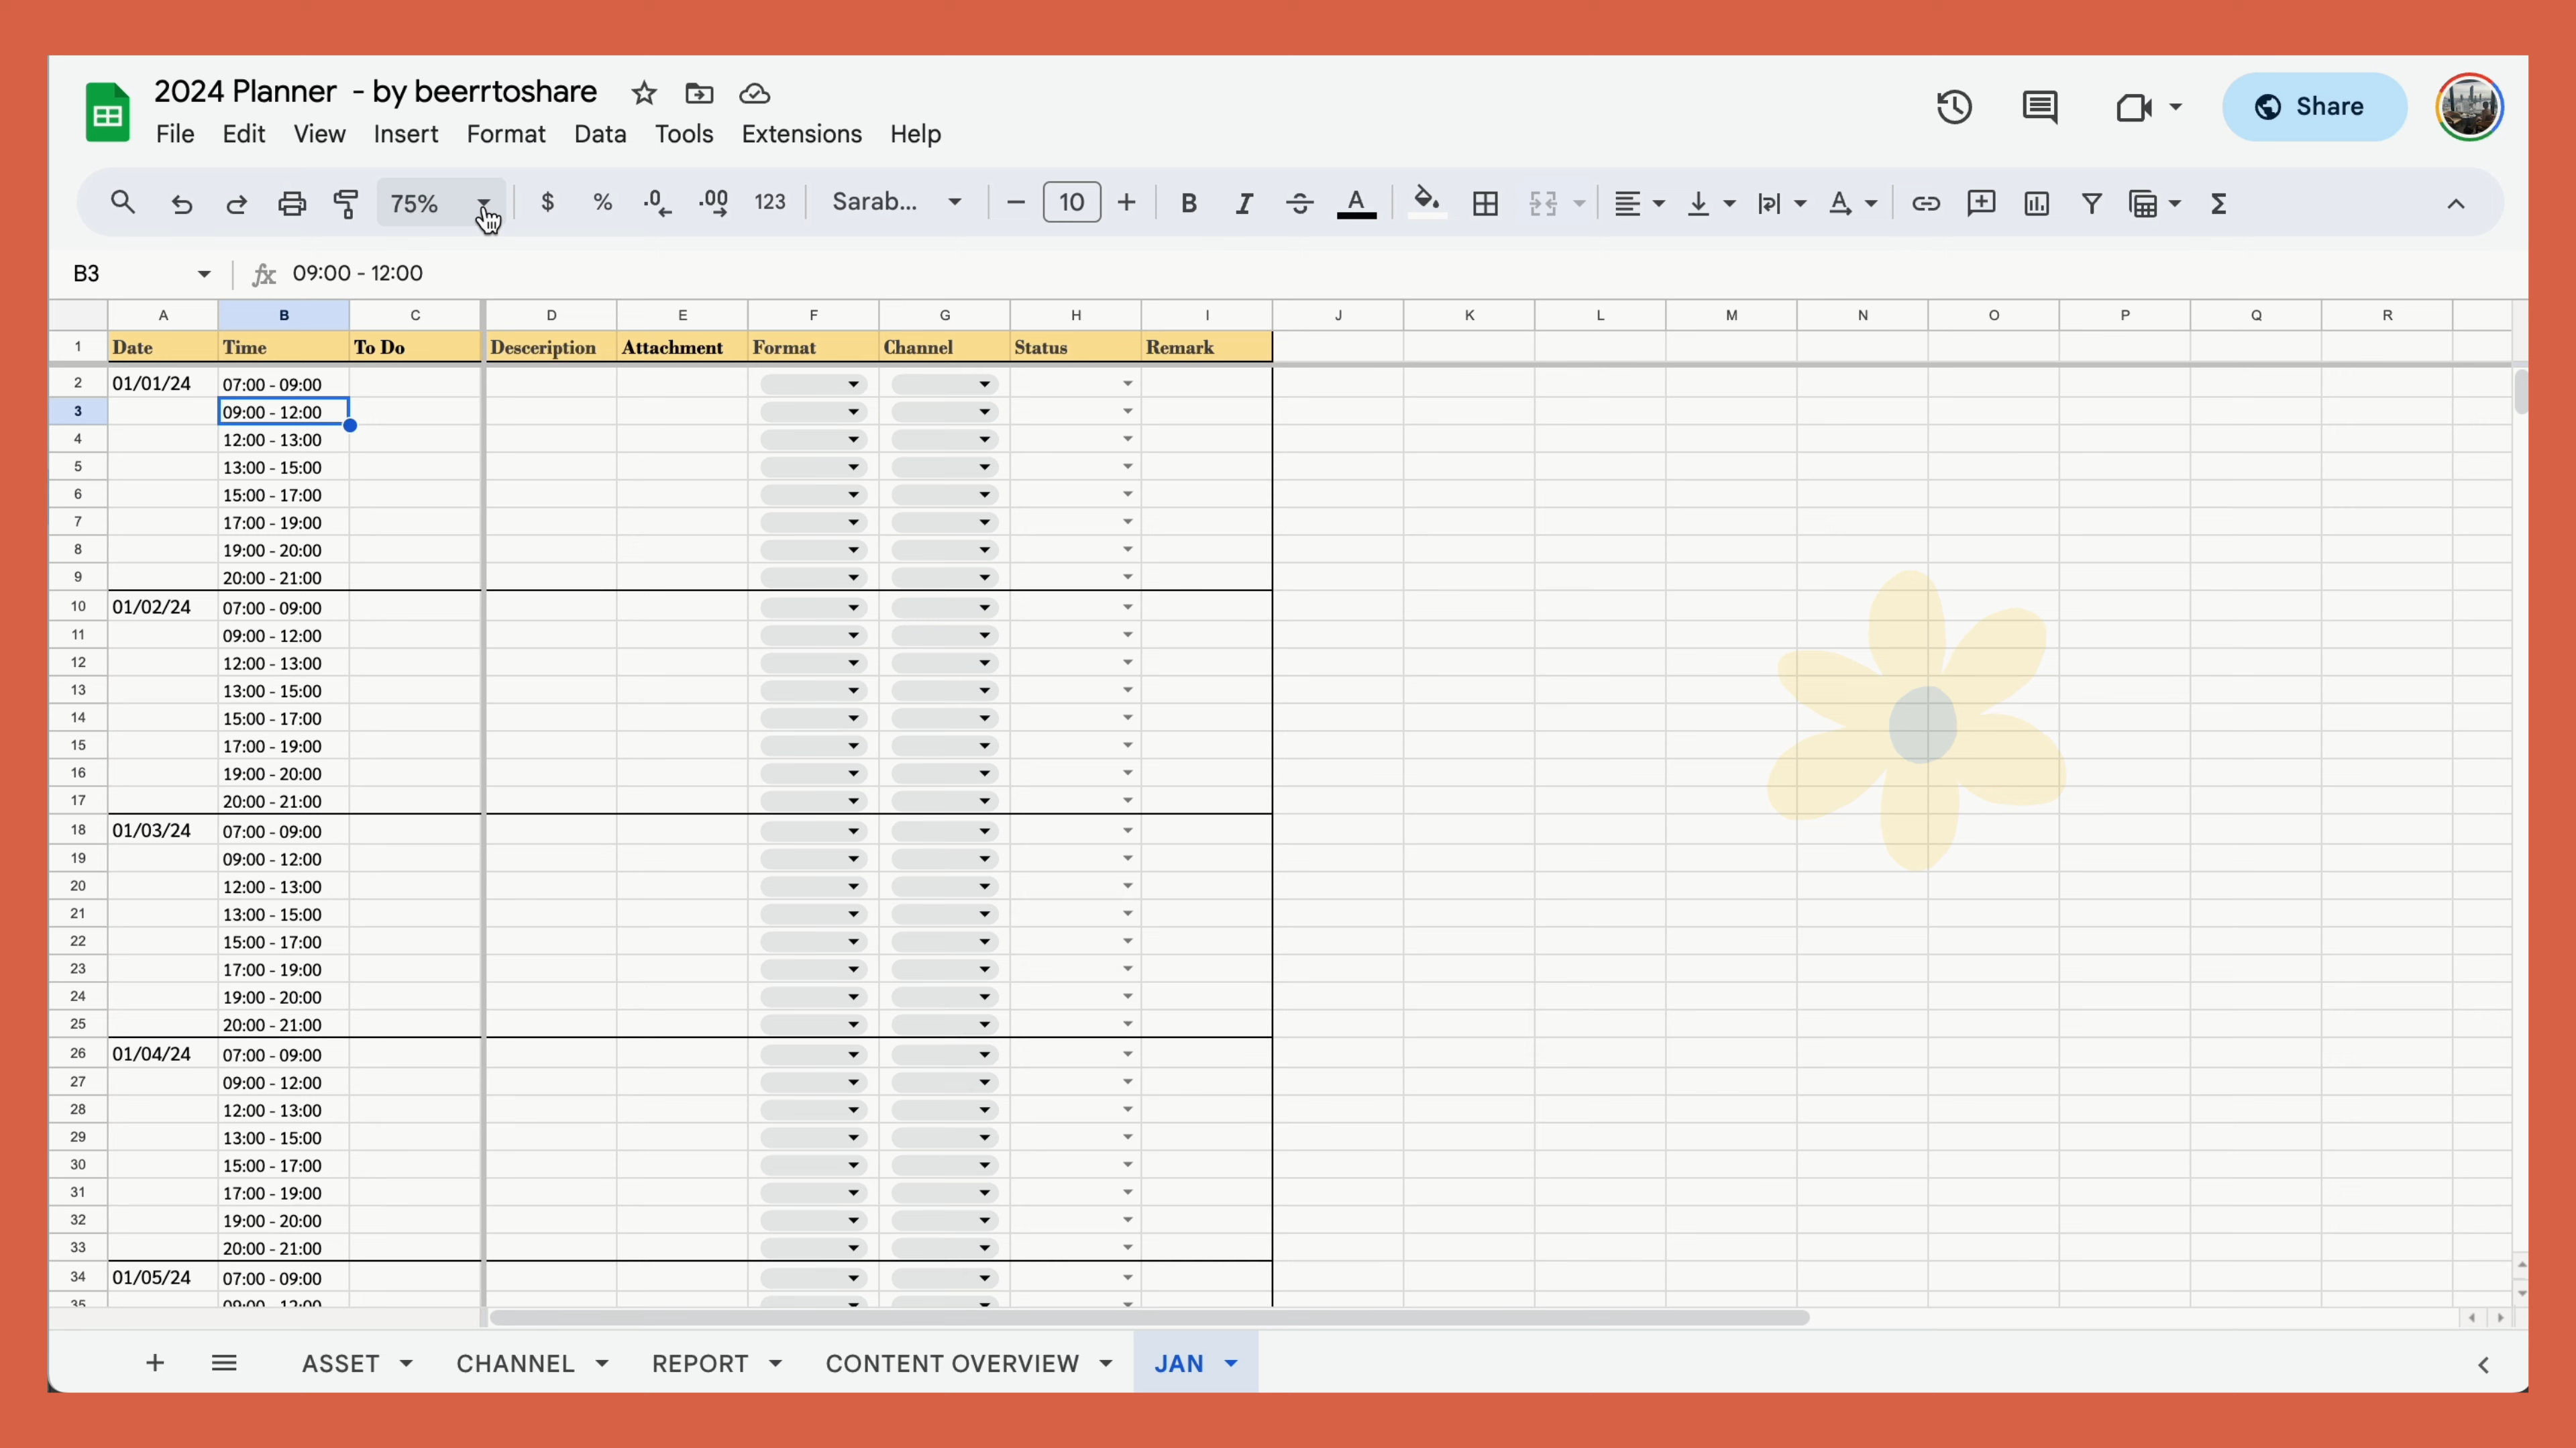 2024 Planner - by beerrtoshare
File Edit View Insert Format Data Tools Extensions Help
Share
75% $ % .0 .00 123 Sarab... 10 B I A A Σ
B3 fx 09:00 - 12:00
A B C D E F G H I J K L M N O P Q R
1 Date Time To Do Desceription Attachment Format Channel Status Remark
2 01/01/24 07:00 - 09:00
3 09:00 - 12:00
4 12:00 - 13:00
5 13:00 - 15:00
6 15:00 - 17:00
7 17:00 - 19:00
8 19:00 - 20:00
9 20:00 - 21:00
10 01/02/24 07:00 - 09:00
11 09:00 - 12:00
12 12:00 - 13:00
13 13:00 - 15:00
14 15:00 - 17:00
15 17:00 - 19:00
16 19:00 - 20:00
17 20:00 - 21:00
18 01/03/24 07:00 - 09:00
19 09:00 - 12:00
20 12:00 - 13:00
21 13:00 - 15:00
22 15:00 - 17:00
23 17:00 - 19:00
24 19:00 - 20:00
25 20:00 - 21:00
26 01/04/24 07:00 - 09:00
27 09:00 - 12:00
28 12:00 - 13:00
29 13:00 - 15:00
30 15:00 - 17:00
31 17:00 - 19:00
32 19:00 - 20:00
33 20:00 - 21:00
34 01/05/24 07:00 - 09:00
35 09:00 - 12:00
ASSET CHANNEL REPORT CONTENT OVERVIEW JAN